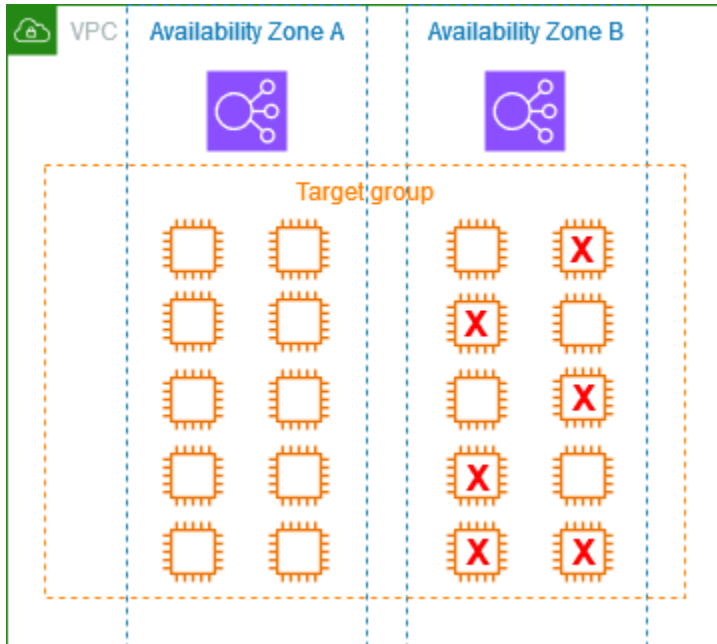 VPC
Availability Zone A
Availability Zone B
Target group
X
X
X
X
X
X